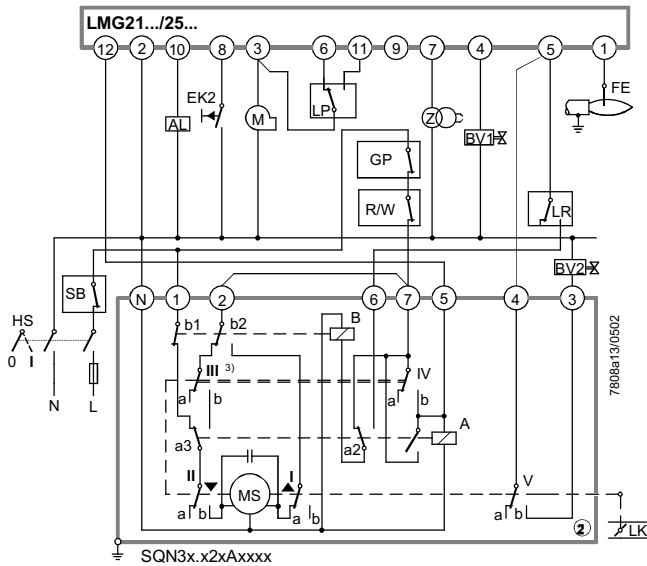 LMG21.../25...
12 2 10 8 3 6 11 9 7 4 5 1
EK2
FE
LP
AL
M
Z
BV1
GP
R/W
LR
BV2
SB
HS
0 I
N L
N 1 2 6 7 5 4 3
b1 b2 B
III 3) IV
a b a b
A
a3 a2
II I V
MS
a b a b a b
2
LK
7808a13/0502
SQN3x.x2xAxxxx